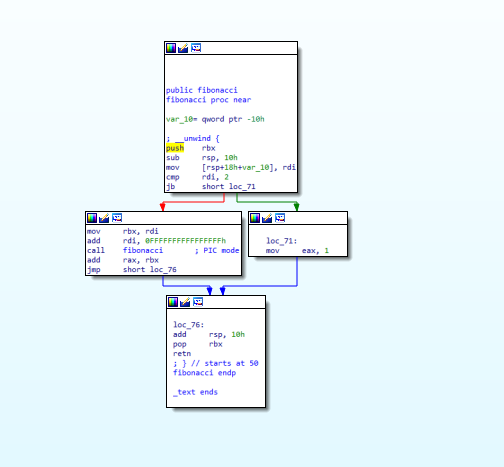 public fibonacci
fibonacci proc near
var_10= qword ptr -10h
; __unwind {
push rbx
sub rsp, 10h
mov [rsp+18h+var_10], rdi
cmp rdi, 2
jb short loc_71
mov rbx, rdi
add rdi, 0FFFFFFFFFFFFFFFFh
call fibonacci ; PIC mode
add rax, rbx
jmp short loc_76
loc_71:
mov eax, 1
loc_76:
add rsp, 10h
pop rbx
retn
; } // starts at 50
fibonacci endp
_text ends